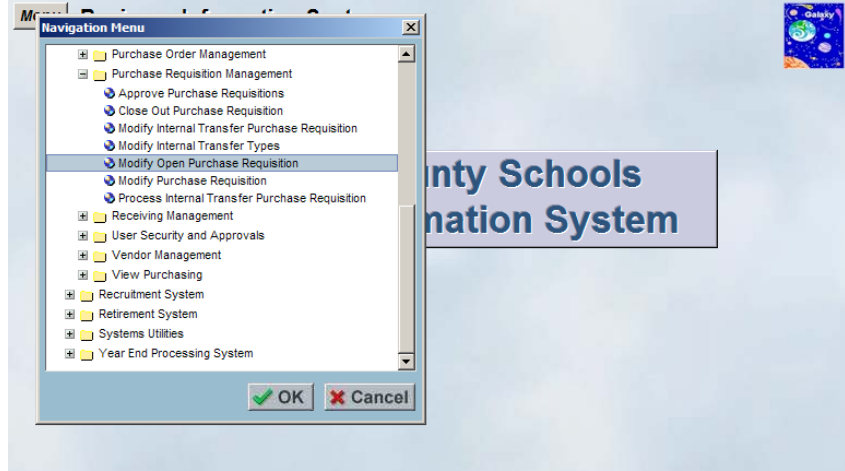 Menu
Navigation Menu
Purchase Order Management
Purchase Requisition Management
Approve Purchase Requisitions
Close Out Purchase Requisition
Modify Internal Transfer Purchase Requisition
Modify Internal Transfer Types
Modify Open Purchase Requisition
Modify Purchase Requisition
Process Internal Transfer Purchase Requisition
Receiving Management
User Security and Approvals
Vendor Management
View Purchasing
Recruitment System
Retirement System
Systems Utilities
Year End Processing System
OK Cancel
Galaxy
unty Schools
mation System